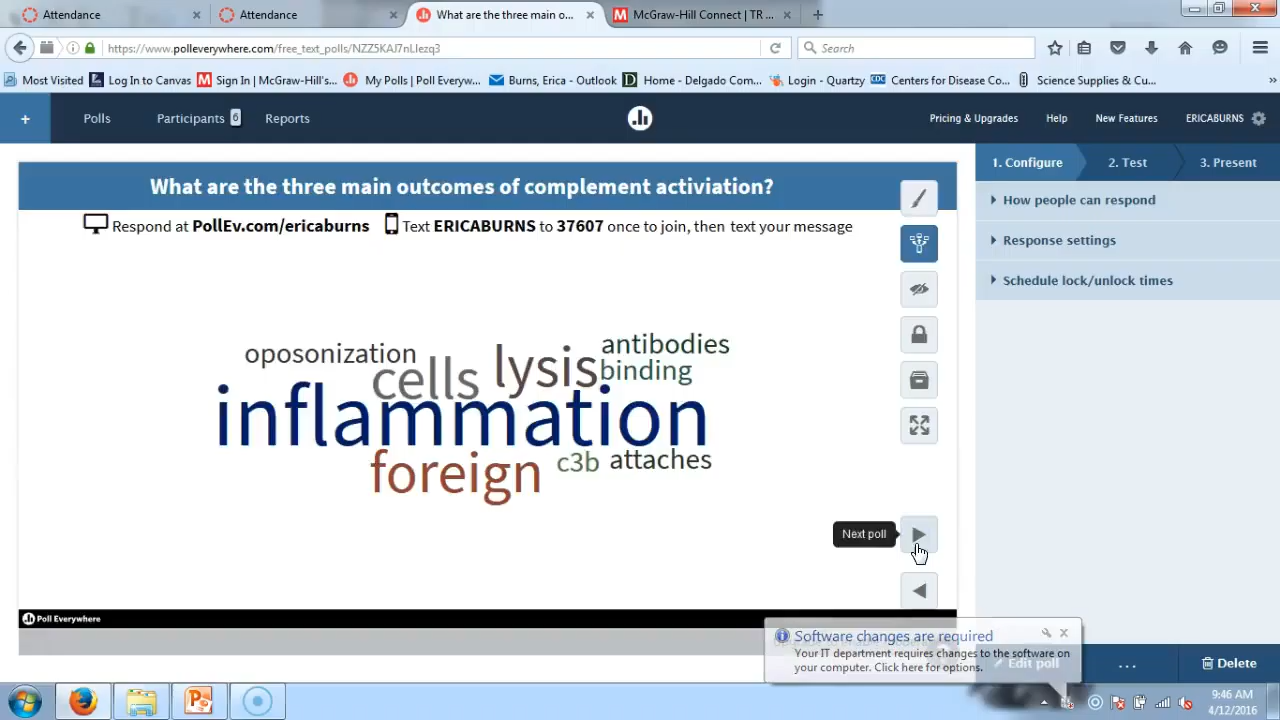 Attendance × Attendance × What are the three main o... × McGraw-Hill Connect | TR ... × +
https://www.polleverywhere.com/free_text_polls/NZZ5KAJ7nLlezq3 Search
Most Visited Log In to Canvas Sign In | McGraw-Hill's... My Polls | Poll Everyw... Burns, Erica - Outlook Home - Delgado Com... Login - Quartzy Centers for Disease Co... Science Supplies & Cu... »
+ Polls Participants 6 Reports Pricing & Upgrades Help New Features ERICABURNS
1. Configure 2. Test 3. Present
What are the three main outcomes of complement activiation?
How people can respond
Respond at PollEv.com/ericaburns Text ERICABURNS to 37607 once to join, then text your message
Response settings
Schedule lock/unlock times
oposonization cells lysis antibodies
binding
inflammation
foreign c3b attaches
Next poll
Poll Everywhere
Software changes are required
Your IT department requires changes to the software on
your computer. Click here for options.
Edit poll ... Delete
9:46 AM
4/12/2016